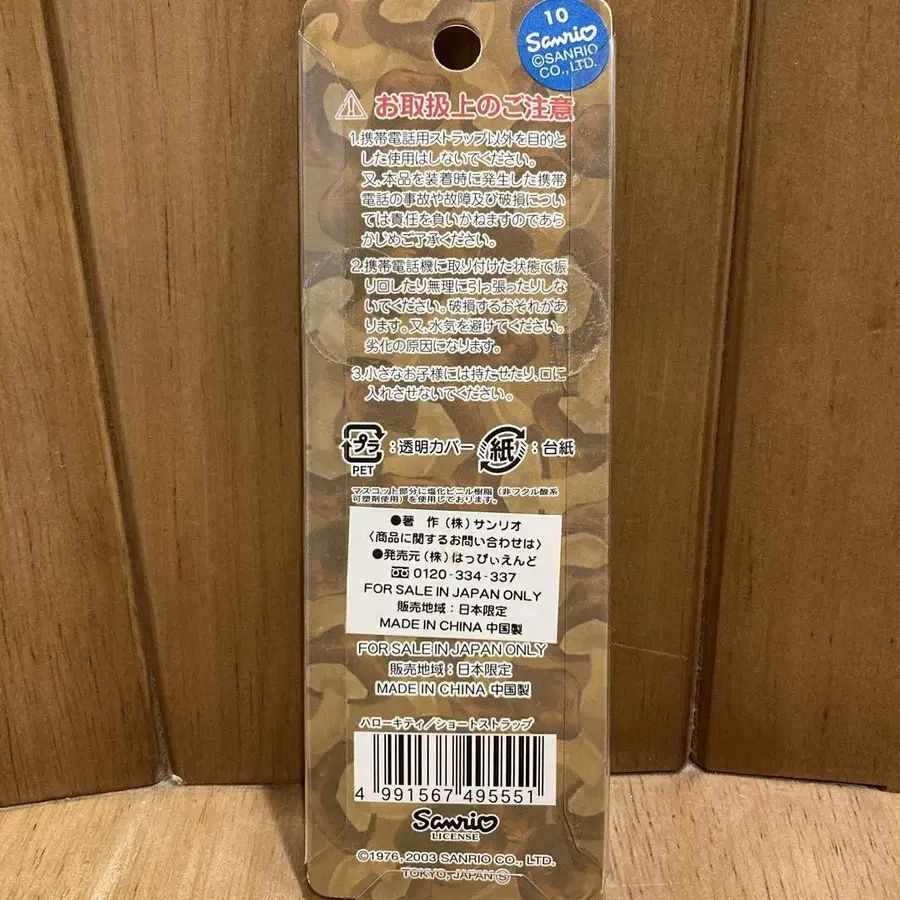 10
Sanrio
©SANRIO
CO.,LTD.
お取扱上のご注意
1.携帯電話用ストラップ以外を目的と
した使用はしないでください。
又、本品を装着時に発生した携帯
電話の事故や故障及び破損につい
ては責任を負いかねますのであら
かじめご了承ください。
2.携帯電話機に取り付けた状態で振
り回したり無理に引っ張ったりしな
いでください。破損するおそれがあ
ります。又、水気を避けてください。
劣化の原因になります。
3.小さなお子様には持たせたり、口に
入れさせないでください。
プラ
PET
:透明カバー
紙
:台紙
マスコット部分に塩化ビニル樹脂(非フタル酸系
可塑剤使用)を使用しております。
●著 作(株)サンリオ
〈商品に関するお問い合わせは〉
●発売元(株)はっぴぃえんど
0120-334-337
FOR SALE IN JAPAN ONLY
販売地域:日本限定
MADE IN CHINA 中国製
FOR SALE IN JAPAN ONLY
販売地域:日本限定
MADE IN CHINA 中国製
ハローキティ/ショートストラップ
4 991567 495551
Sanrio
LICENSE
©1976, 2003 SANRIO CO., LTD.
TOKYO, JAPAN Ⓢ